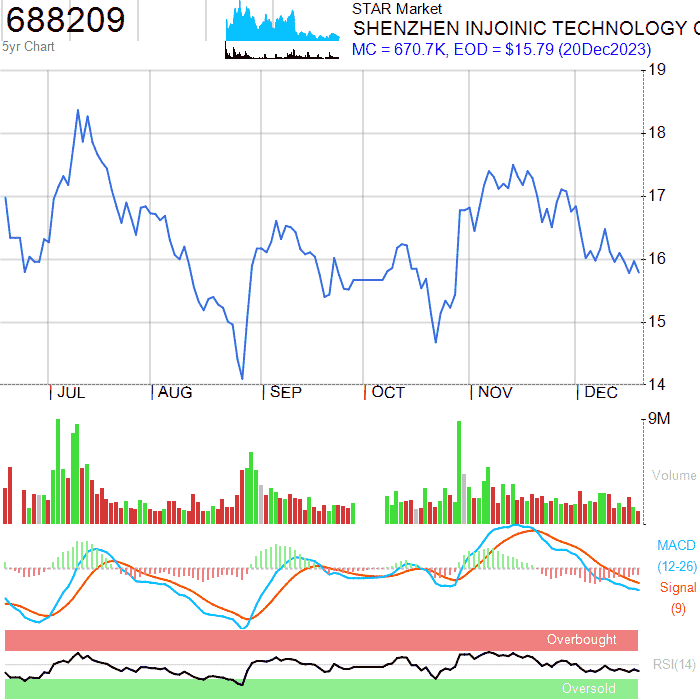 688209
5yr Chart
STAR Market
SHENZHEN INJOINIC TECHNOLOGY C
MC = 670.7K, EOD = $15.79 (20Dec2023)
19
18
17
16
15
14
JUL AUG SEP OCT NOV DEC
9M
Volume
MACD
(12-26)
Signal
(9)
Overbought
RSI(14)
Oversold